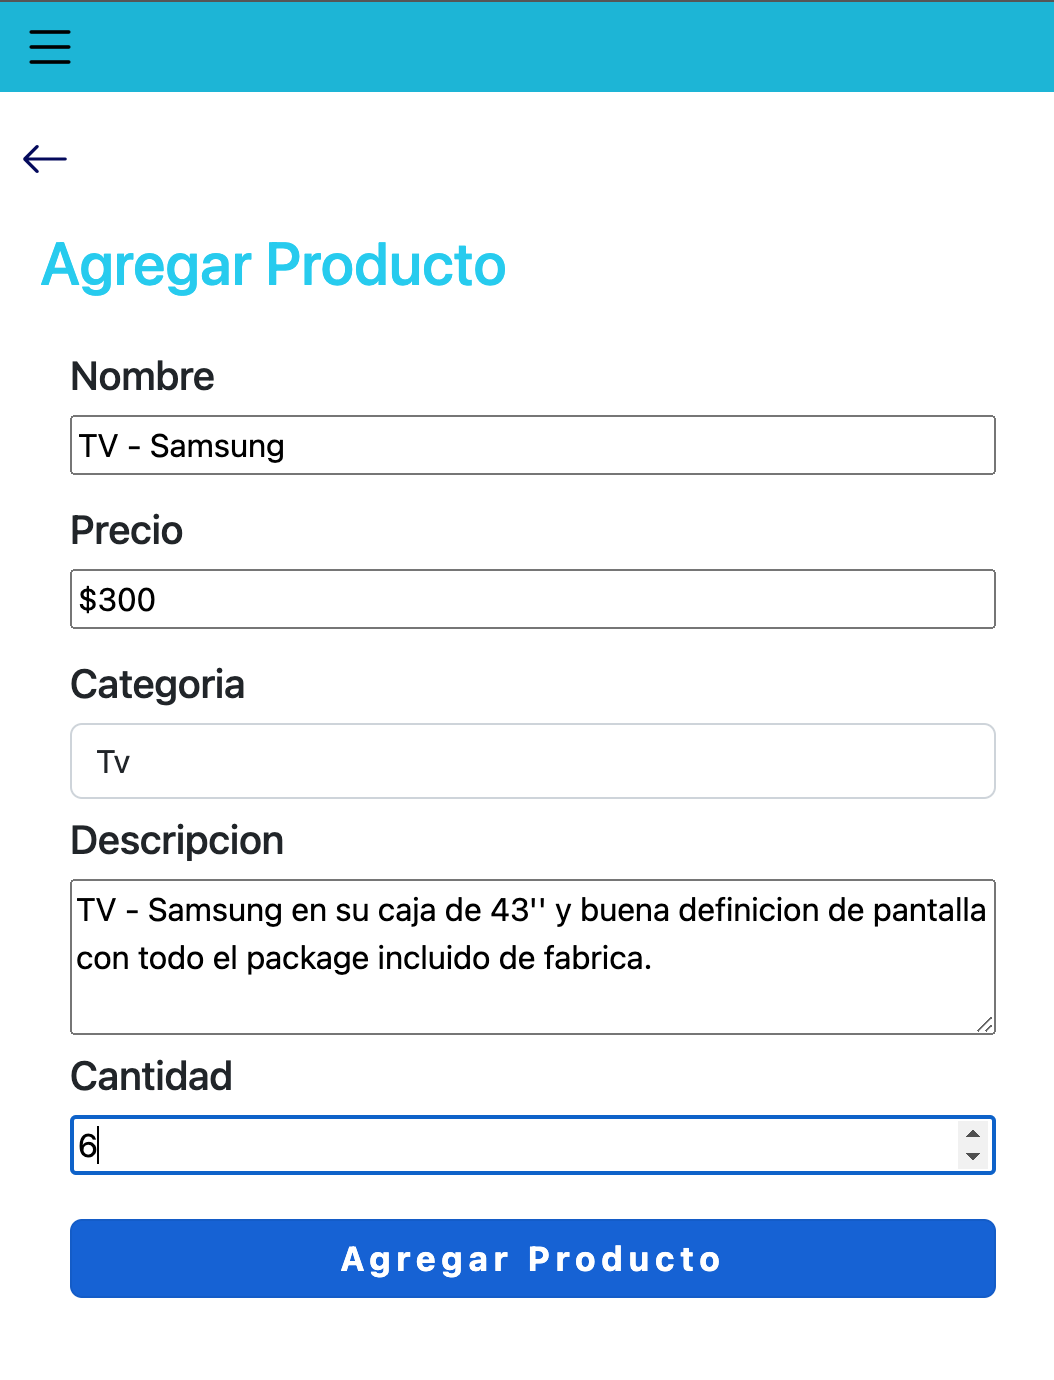 Agregar Producto
Nombre
TV - Samsung
Precio
$300
Categoria
Tv
Descripcion
TV - Samsung en su caja de 43'' y buena definicion de pantalla
con todo el package incluido de fabrica.
Cantidad
6
Agregar Producto